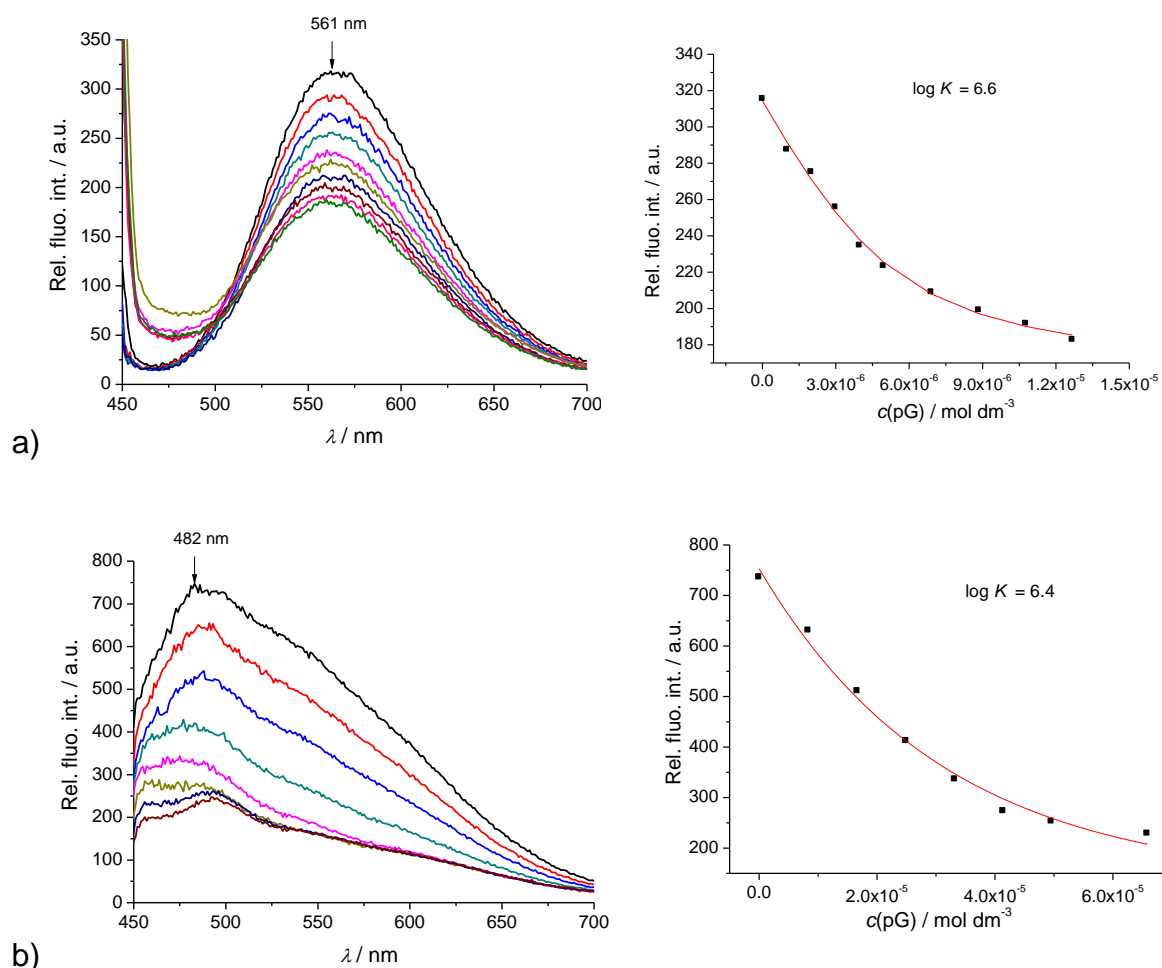 561 nm
350
300
250
200
150
100
50
0
Rel. fluo. int. / a.u.
450 500 550 600 650 700
λ / nm
a)
340
320
300
280
260
240
220
200
180
Rel. fluo. int. / a.u.
log K = 6.6
0.0 3.0x10⁻⁶ 6.0x10⁻⁶ 9.0x10⁻⁶ 1.2x10⁻⁵ 1.5x10⁻⁵
c(pG) / mol dm⁻³
482 nm
800
700
600
500
400
300
200
100
0
Rel. fluo. int. / a.u.
450 500 550 600 650 700
λ / nm
b)
800
700
600
500
400
300
200
Rel. fluo. int. / a.u.
log K = 6.4
0.0 2.0x10⁻⁵ 4.0x10⁻⁵ 6.0x10⁻⁵
c(pG) / mol dm⁻³